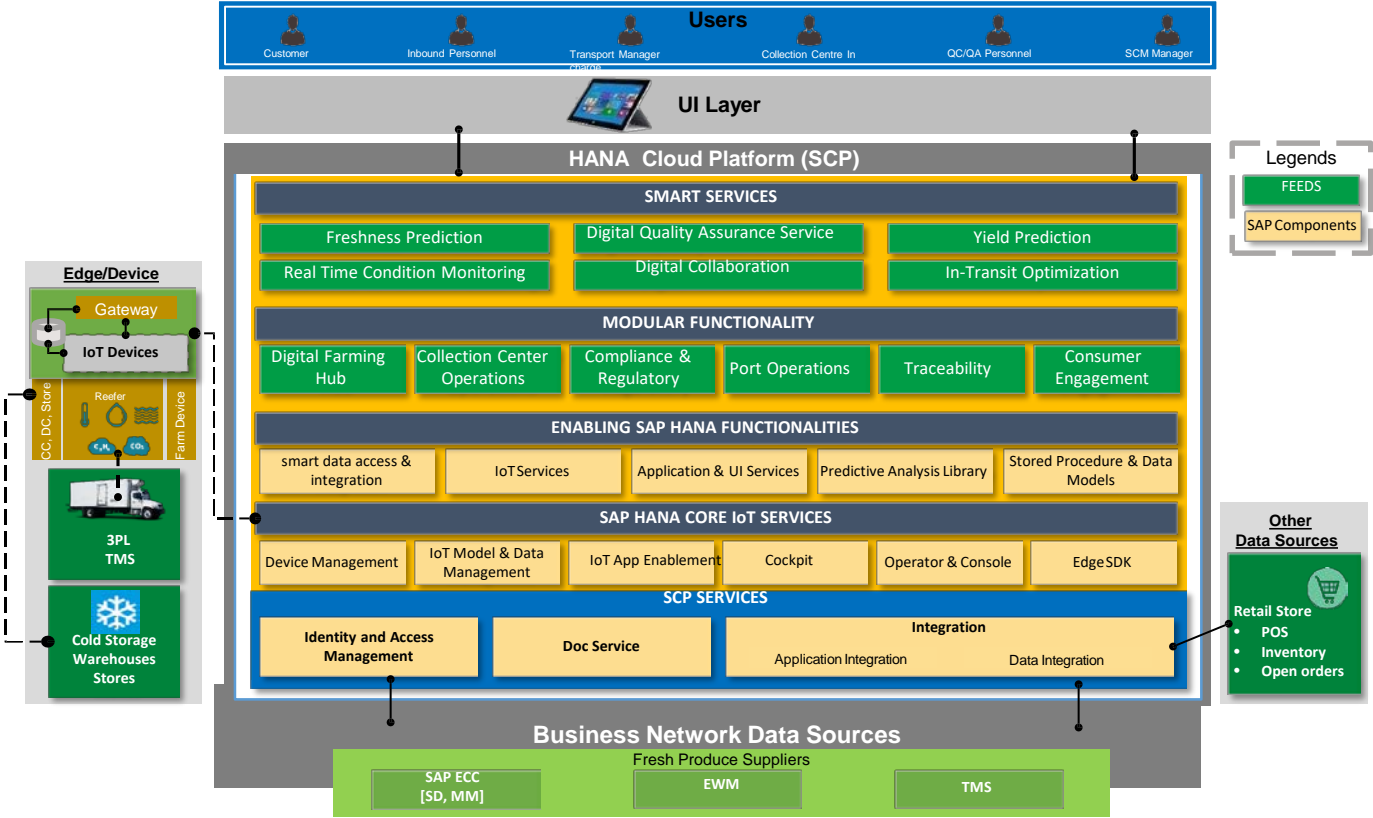 Users
Customer
Inbound Personnel
Transport Manager
Collection Centre In
charge
QC/QA Personnel
SCM Manager
UI Layer
HANA Cloud Platform (SCP)
SMART SERVICES
Freshness Prediction
Digital Quality Assurance Service
Yield Prediction
Real Time Condition Monitoring
Digital Collaboration
In-Transit Optimization
MODULAR FUNCTIONALITY
Digital Farming
Hub
Collection Center
Operations
Compliance &
Regulatory
Port Operations
Traceability
Consumer
Engagement
ENABLING SAP HANA FUNCTIONALITIES
smart data access &
integration
IoT Services
Application & UI Services
Predictive Analysis Library
Stored Procedure & Data
Models
SAP HANA CORE IoT SERVICES
Device Management
IoT Model & Data
Management
IoT App Enablement
Cockpit
Operator & Console
Edge SDK
SCP SERVICES
Identity and Access
Management
Doc Service
Integration
Application Integration
Data Integration
Business Network Data Sources
Fresh Produce Suppliers
SAP ECC
[SD, MM]
EWM
TMS
Edge/Device
Gateway
IoT Devices
CC, DC, Store
Reefer
C₂H₄
CO₂
Farm Device
3PL
TMS
Cold Storage
Warehouses
Stores
Legends
FEEDS
SAP Components
Other
Data Sources
Retail Store
• POS
• Inventory
• Open orders